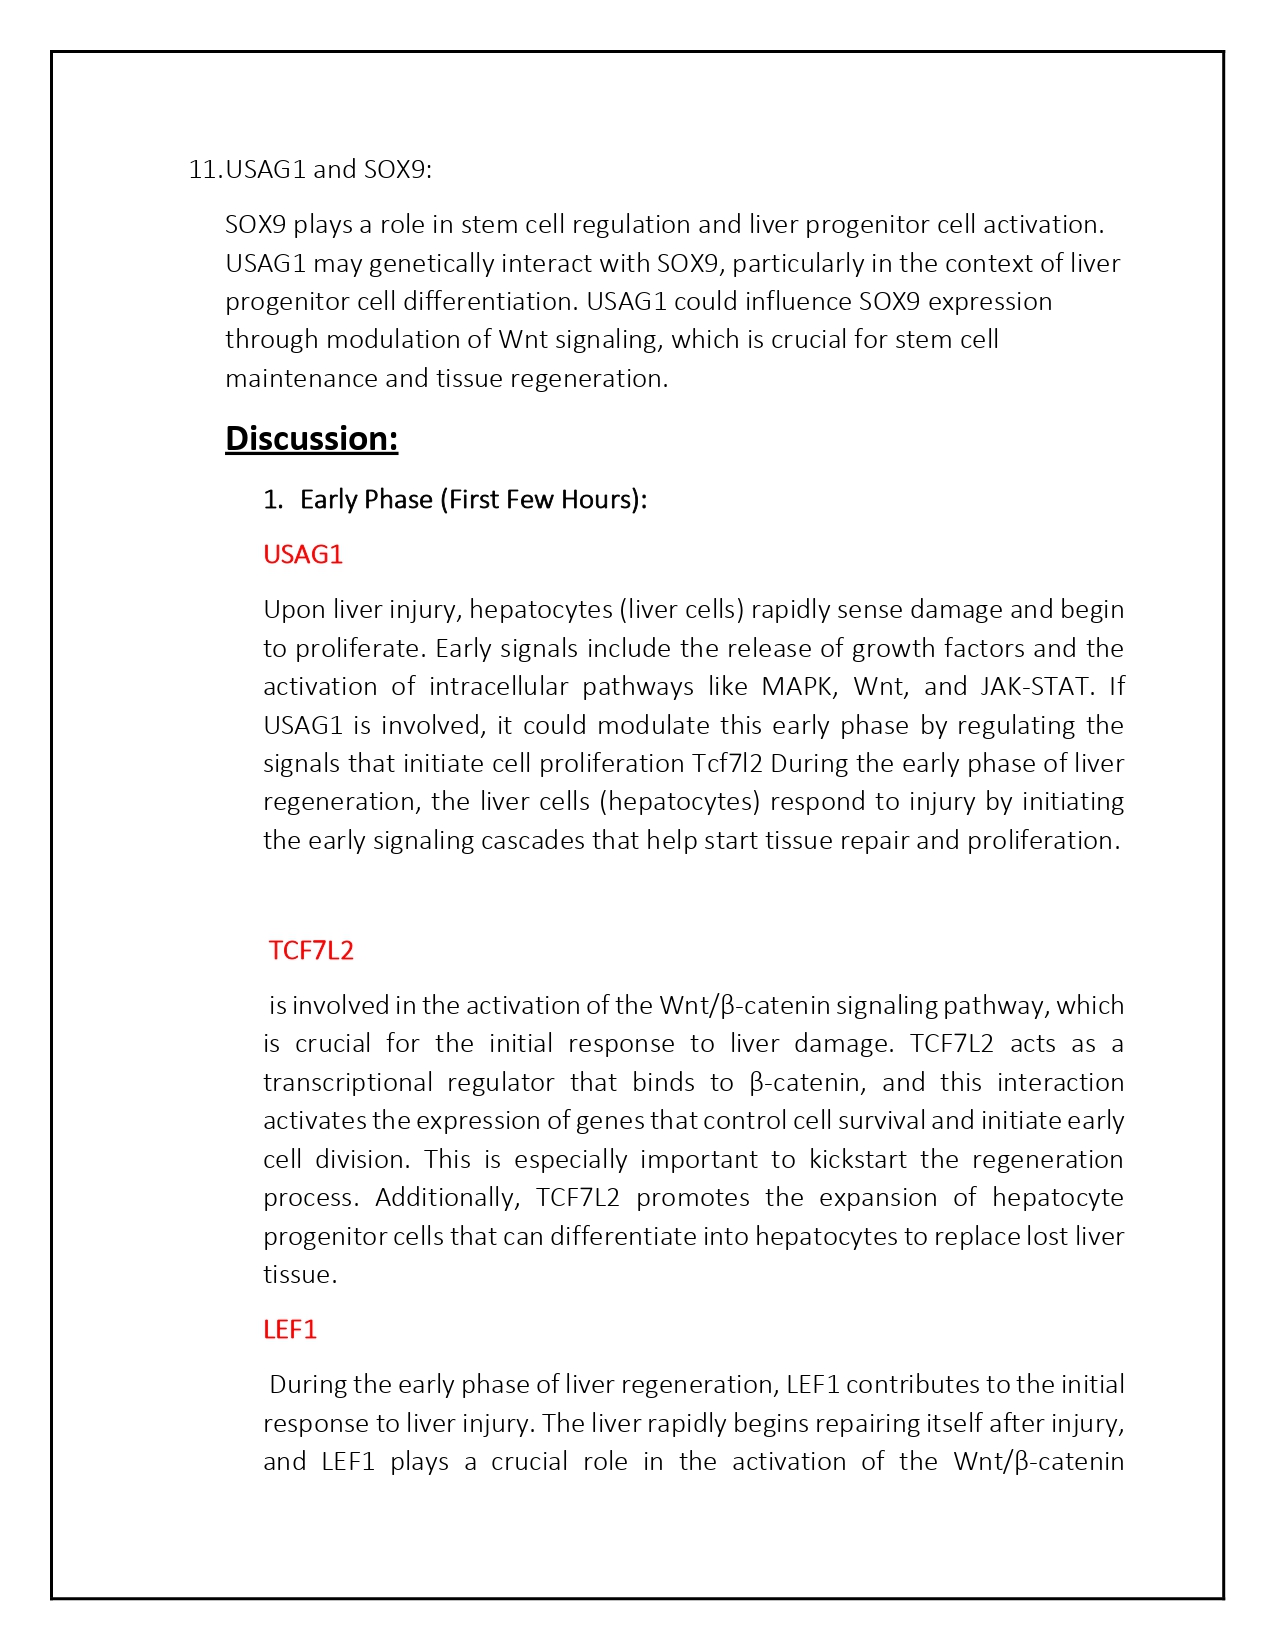 11.USAG1 and SOX9:
SOX9 plays a role in stem cell regulation and liver progenitor cell activation.
USAG1 may genetically interact with SOX9, particularly in the context of liver
progenitor cell differentiation. USAG1 could influence SOX9 expression
through modulation of Wnt signaling, which is crucial for stem cell
maintenance and tissue regeneration.
Discussion:
1. Early Phase (First Few Hours):
USAG1
Upon liver injury, hepatocytes (liver cells) rapidly sense damage and begin
to proliferate. Early signals include the release of growth factors and the
activation of intracellular pathways like MAPK, Wnt, and JAK-STAT. If
USAG1 is involved, it could modulate this early phase by regulating the
signals that initiate cell proliferation Tcf7l2 During the early phase of liver
regeneration, the liver cells (hepatocytes) respond to injury by initiating
the early signaling cascades that help start tissue repair and proliferation.
TCF7L2
is involved in the activation of the Wnt/β-catenin signaling pathway, which
is crucial for the initial response to liver damage. TCF7L2 acts as a
transcriptional regulator that binds to β-catenin, and this interaction
activates the expression of genes that control cell survival and initiate early
cell division. This is especially important to kickstart the regeneration
process. Additionally, TCF7L2 promotes the expansion of hepatocyte
progenitor cells that can differentiate into hepatocytes to replace lost liver
tissue.
LEF1
During the early phase of liver regeneration, LEF1 contributes to the initial
response to liver injury. The liver rapidly begins repairing itself after injury,
and LEF1 plays a crucial role in the activation of the Wnt/β-catenin